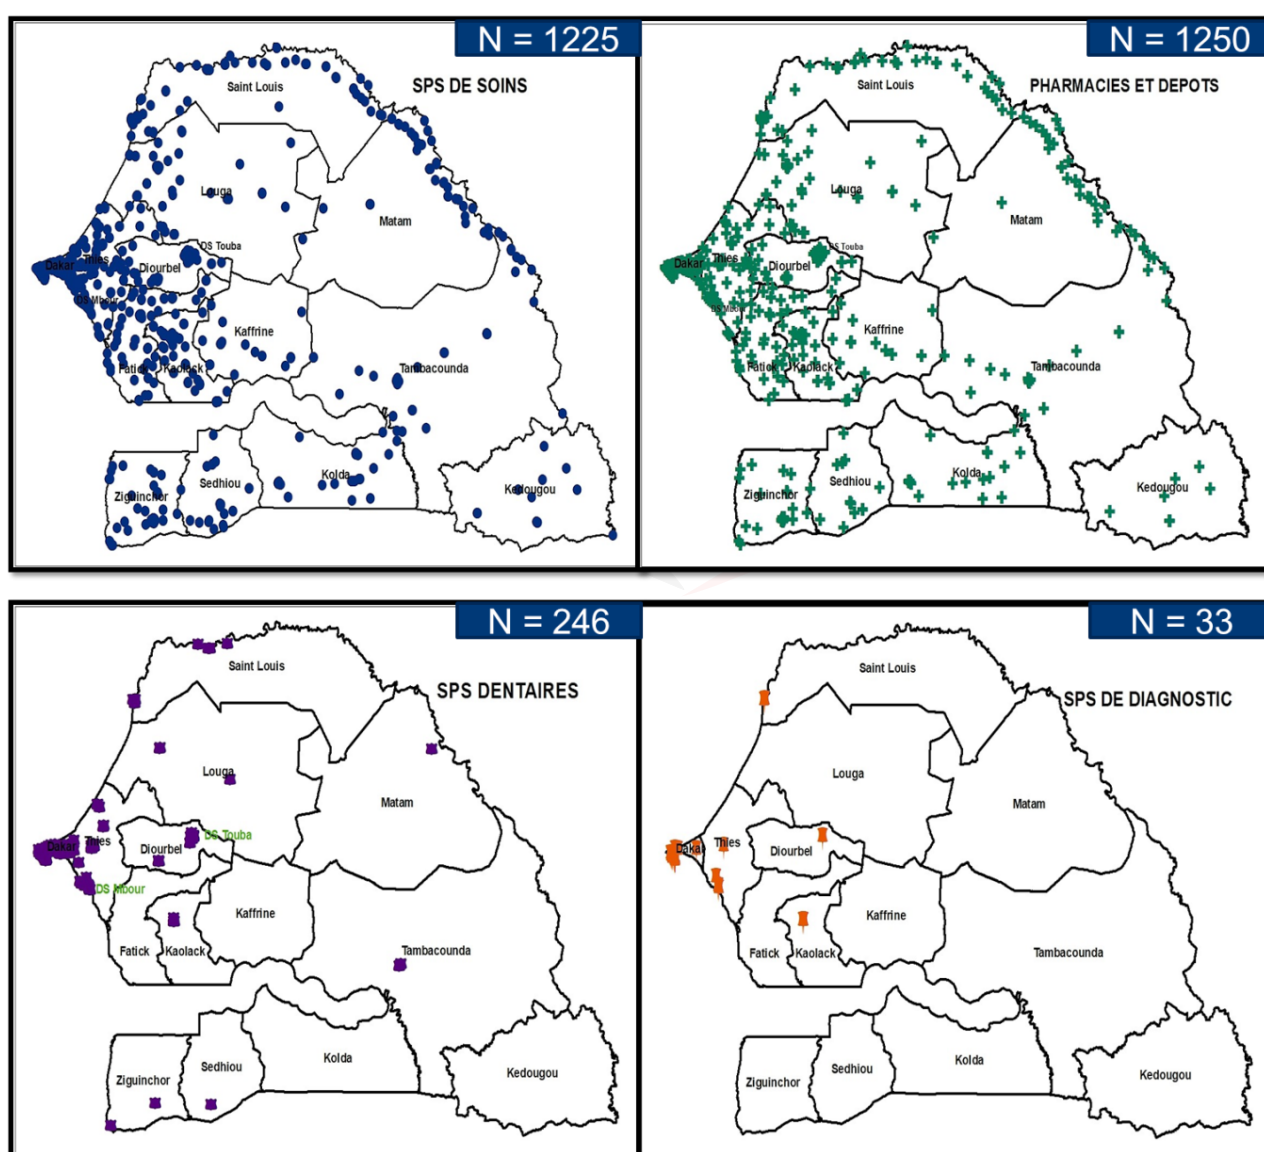 N = 1225
SPS DE SOINS
Saint Louis
Louga
Matam
DS Touba
Dakar
Thies
Diourbel
DS Mbour
Kaffrine
Fatick
Kaolack
Tambacounda
Kolda
Sedhiou
Ziguinchor
Kedougou
N = 1250
PHARMACIES ET DEPOTS
Saint Louis
Louga
Matam
DS Touba
Dakar
Thies
Diourbel
DS Mbour
Kaffrine
Fatick
Kaolack
Tambacounda
Kolda
Sedhiou
Ziguinchor
Kedougou
N = 246
SPS DENTAIRES
Saint Louis
Louga
Matam
DS Touba
Dakar
Thies
Diourbel
DS Mbour
Kaffrine
Fatick
Kaolack
Tambacounda
Kolda
Sedhiou
Ziguinchor
Kedougou
N = 33
SPS DE DIAGNOSTIC
Saint Louis
Louga
Matam
Dakar
Thies
Diourbel
Kaffrine
Fatick
Kaolack
Tambacounda
Kolda
Sedhiou
Ziguinchor
Kedougou